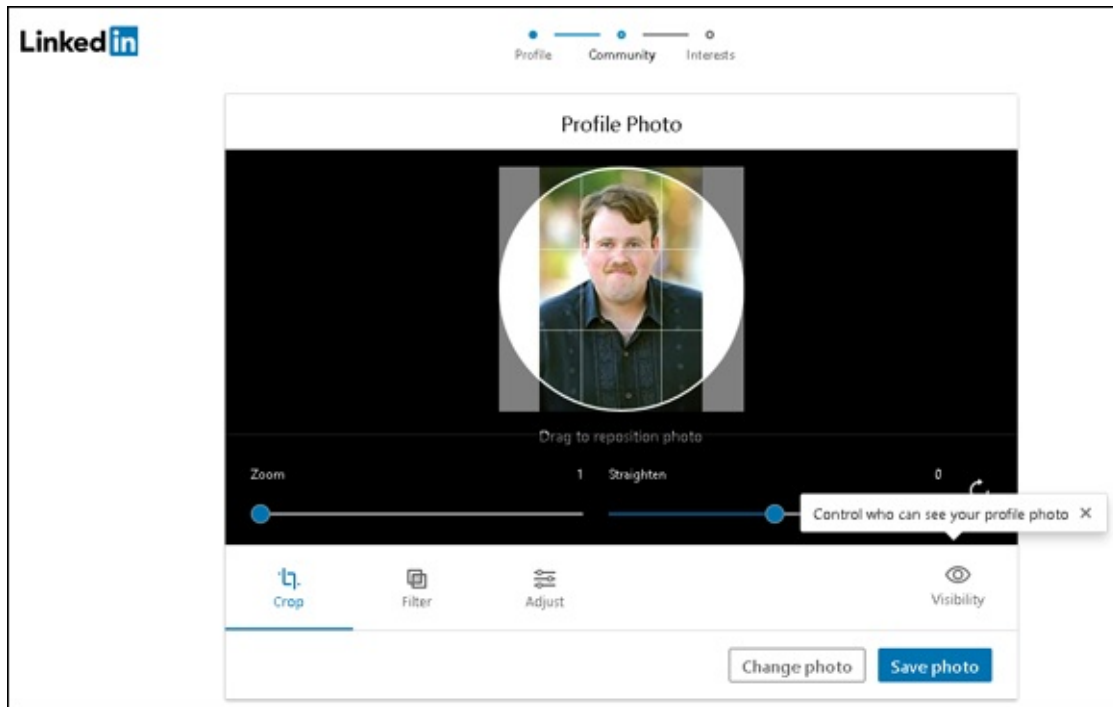 Linked in
Profile Community Interests
Profile Photo
Drag to reposition photo
Zoom 1 Straighten 0
Control who can see your profile photo ×
Crop Filter Adjust Visibility
Change photo Save photo